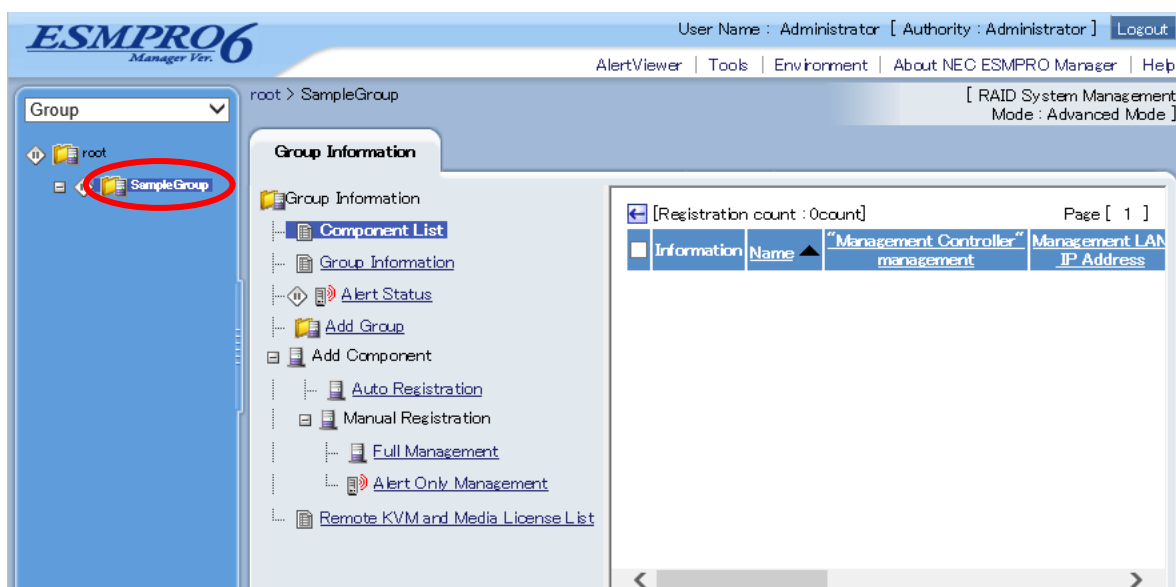 ESMPRO6
Manager Ver.
User Name : Administrator [ Authority : Administrator ] Logout
AlertViewer | Tools | Environment | About NEC ESMPRO Manager | Help
Group
root > SampleGroup
[ RAID System Management
Mode : Advanced Mode ]
root
SampleGroup
Group Information
Group Information
Component List
Group Information
Alert Status
Add Group
Add Component
Auto Registration
Manual Registration
Full Management
Alert Only Management
Remote KVM and Media License List
[Registration count : 0count]
Page [ 1 ]
Information
Name
"Management Controller"
management
Management LAN
IP Address